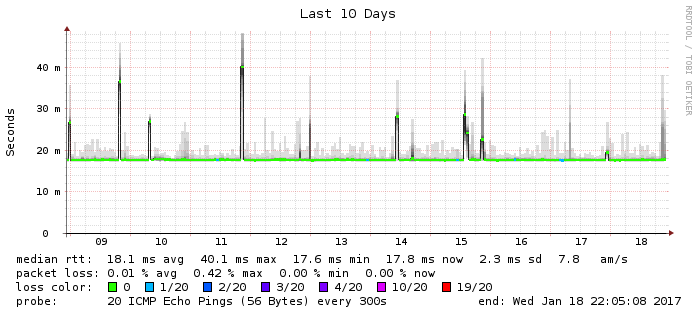 Last 10 Days
RRDTOOL / TOBI OETIKER
Seconds
40 m
30 m
20 m
10 m
0
09 10 11 12 13 14 15 16 17 18
median rtt: 18.1 ms avg 40.1 ms max 17.6 ms min 17.8 ms now 2.3 ms sd 7.8 am/s
packet loss: 0.01 % avg 0.42 % max 0.00 % min 0.00 % now
loss color: 0 1/20 2/20 3/20 4/20 10/20 19/20
probe: 20 ICMP Echo Pings (56 Bytes) every 300s end: Wed Jan 18 22:05:08 2017